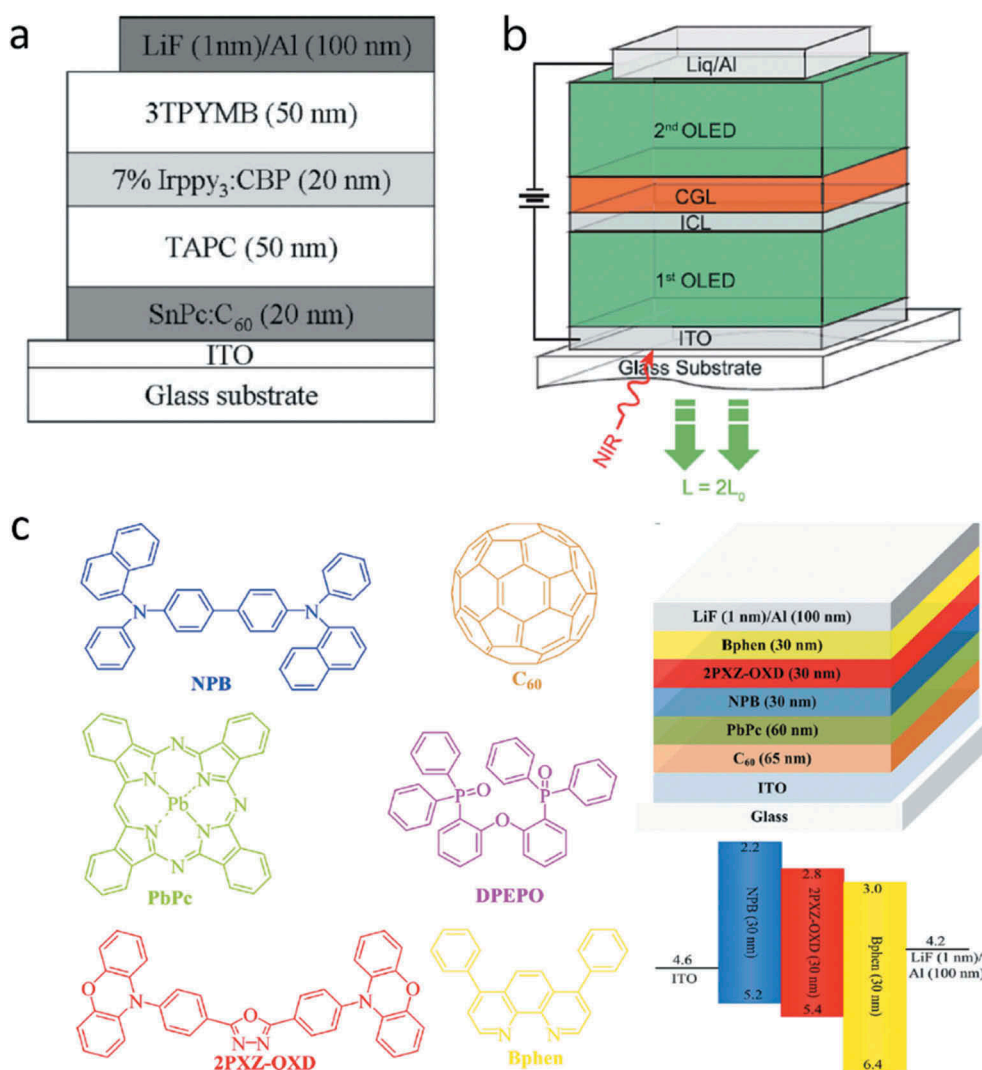 a
LiF (1nm)/Al (100 nm)
3TPYMB (50 nm)
7% Irppy3:CBP (20 nm)
TAPC (50 nm)
SnPc:C60 (20 nm)
ITO
Glass substrate
b
Liq/Al
2nd OLED
CGL
ICL
1st OLED
ITO
Glass Substrate
NIR
L = 2L0
c
N
N
NPB
C60
N
N
N
N
Pb
N
N
N
PbPc
P=O
O
P
O
DPEPO
O
N
O
N-N
N
O
2PXZ-OXD
N
N
Bphen
LiF (1 nm)/Al (100 nm)
Bphen (30 nm)
2PXZ-OXD (30 nm)
NPB (30 nm)
PbPc (60 nm)
C60 (65 nm)
ITO
Glass
2.2
2.8
3.0
NPB (30 nm)
2PXZ-OXD (30 nm)
Bphen (30 nm)
4.6
ITO
4.2
LiF (1 nm)/
Al (100 nm)
5.2
5.4
6.4